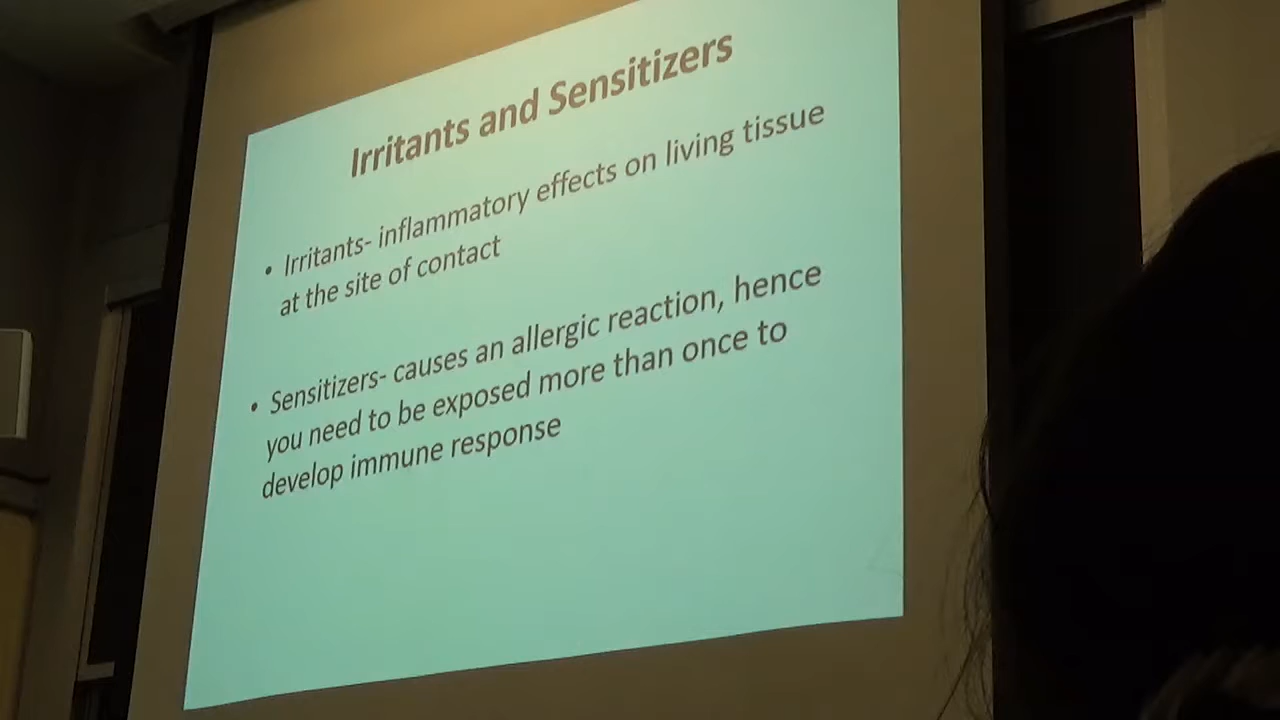 Irritants and Sensitizers
• Irritants- inflammatory effects on living tissue
at the site of contact
• Sensitizers- causes an allergic reaction, hence
you need to be exposed more than once to
develop immune response